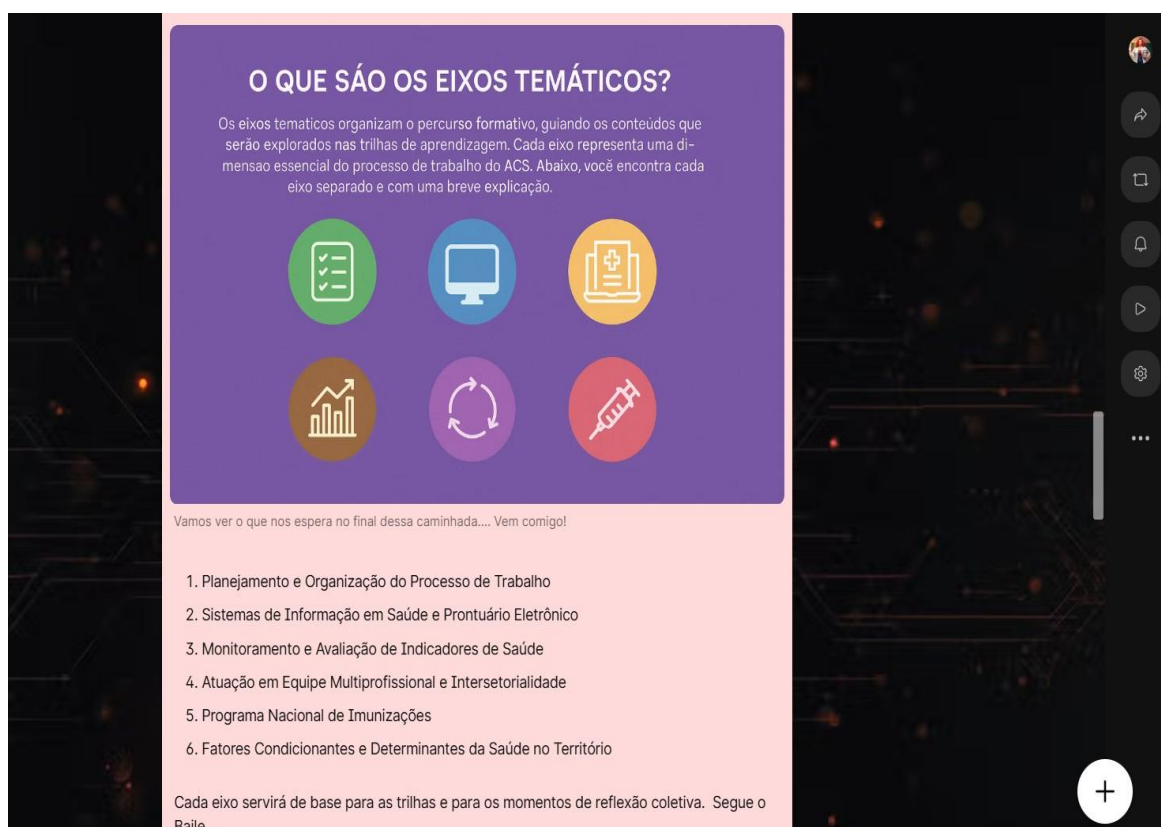 O QUE SÁO OS EIXOS TEMÁTICOS?
Os eixos tematicos organizam o percurso formativo, guiando os conteúdos que
serão explorados nas trilhas de aprendizagem. Cada eixo representa uma di-
mensao essencial do processo de trabalho do ACS. Abaixo, você encontra cada
eixo separado e com uma breve explicação.
Vamos ver o que nos espera no final dessa caminhada.... Vem comigo!
1. Planejamento e Organização do Processo de Trabalho
2. Sistemas de Informação em Saúde e Prontuário Eletrônico
3. Monitoramento e Avaliação de Indicadores de Saúde
4. Atuação em Equipe Multiprofissional e Intersetorialidade
5. Programa Nacional de Imunizações
6. Fatores Condicionantes e Determinantes da Saúde no Território
Cada eixo servirá de base para as trilhas e para os momentos de reflexão coletiva. Segue o
Baile